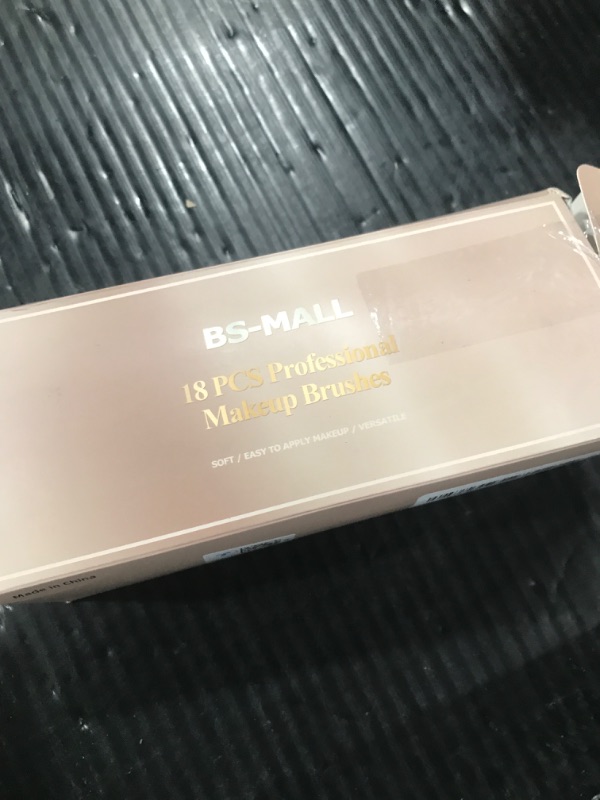 BS-MALL
18 PCS Professional
Makeup Brushes
SOFT / EASY TO APPLY MAKEUP / VERSATILE
Made in China